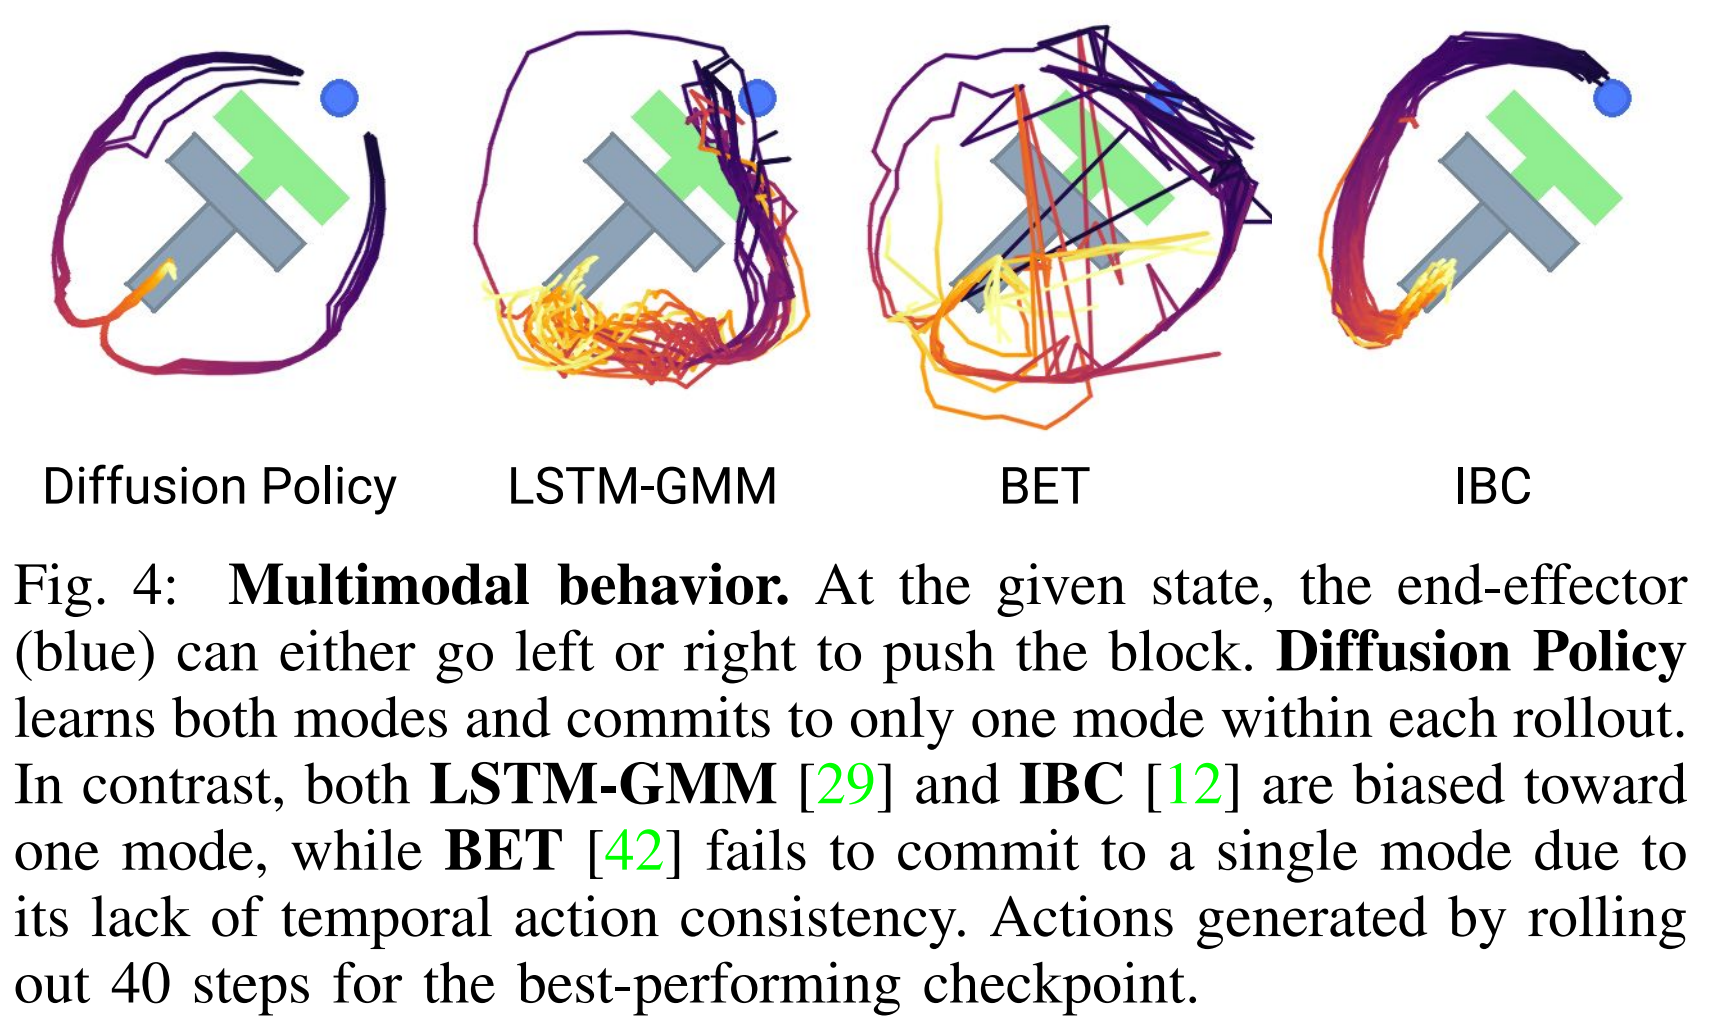 Diffusion Policy LSTM-GMM BET IBC
Fig. 4: Multimodal behavior. At the given state, the end-effector
(blue) can either go left or right to push the block. Diffusion Policy
learns both modes and commits to only one mode within each rollout.
In contrast, both LSTM-GMM [29] and IBC [12] are biased toward
one mode, while BET [42] fails to commit to a single mode due to
its lack of temporal action consistency. Actions generated by rolling
out 40 steps for the best-performing checkpoint.